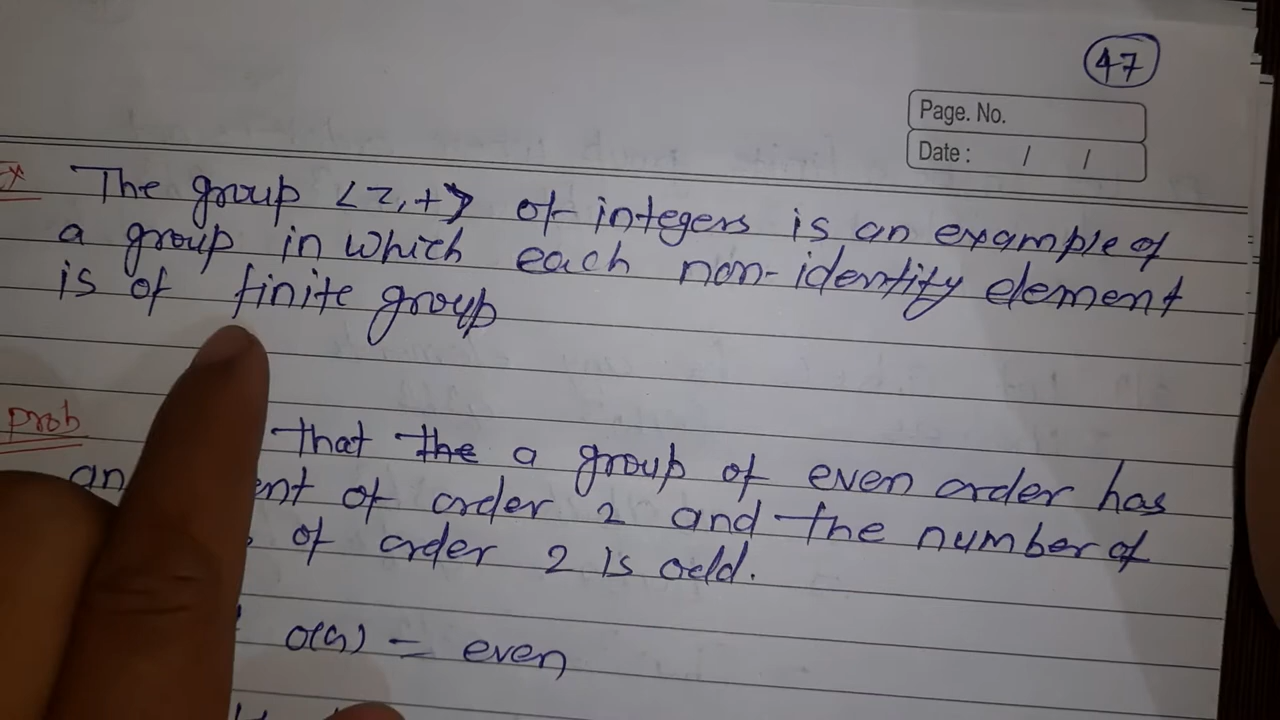 47
Page. No.
Date: / /
The group <Z,+> of integers is an example of
a group in which each non-identity element
is of finite group
prob
that the a group of even order has
an ent of order 2 and the number of
of order 2 is odd.
o(G) = even